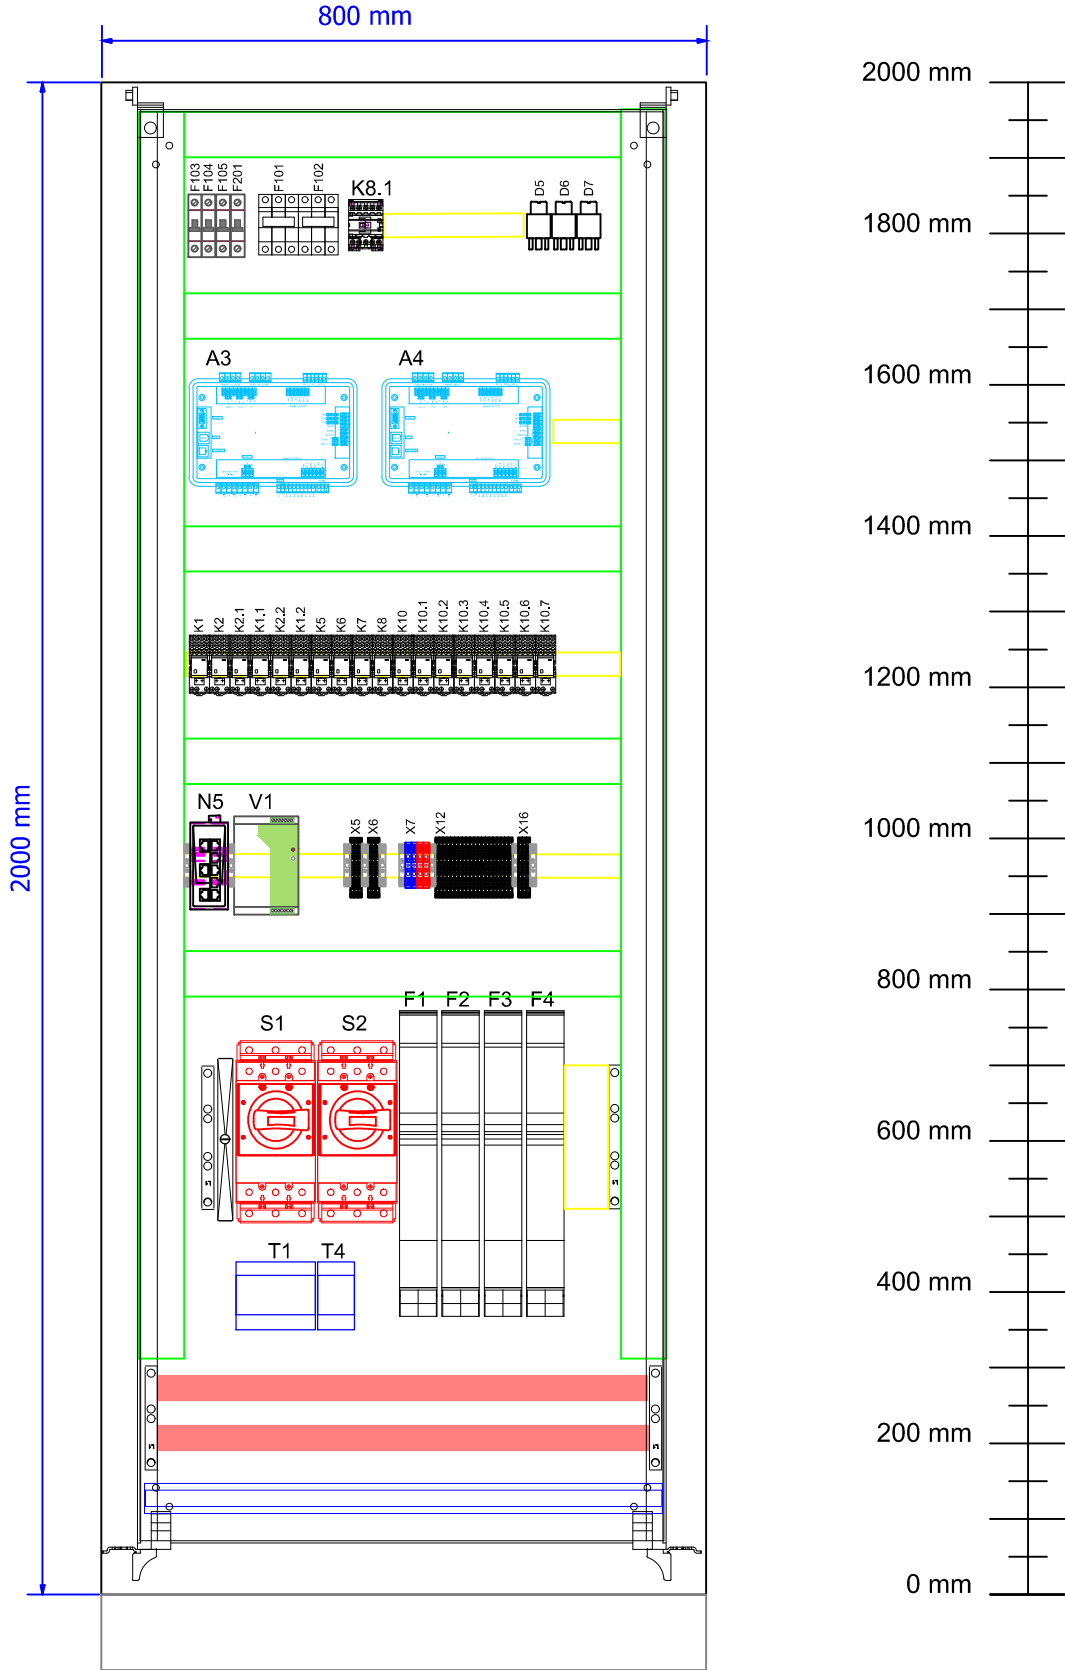 800 mm
2000 mm
F103 F104 F105 F201 F101 F102 K8.1 D5 D6 D7
1800 mm
A3 A4
1600 mm
1400 mm
K1 K2 K2.1 K1.1 K2.2 K1.2 K5 K6 K7 K8 K10 K10.1 K10.2 K10.3 K10.4 K10.5 K10.6 K10.7
1200 mm
2000 mm
N5 V1 X5 X6 X7 X12 X16
1000 mm
800 mm
F1 F2 F3 F4
S1 S2
600 mm
T1 T4
400 mm
200 mm
0 mm